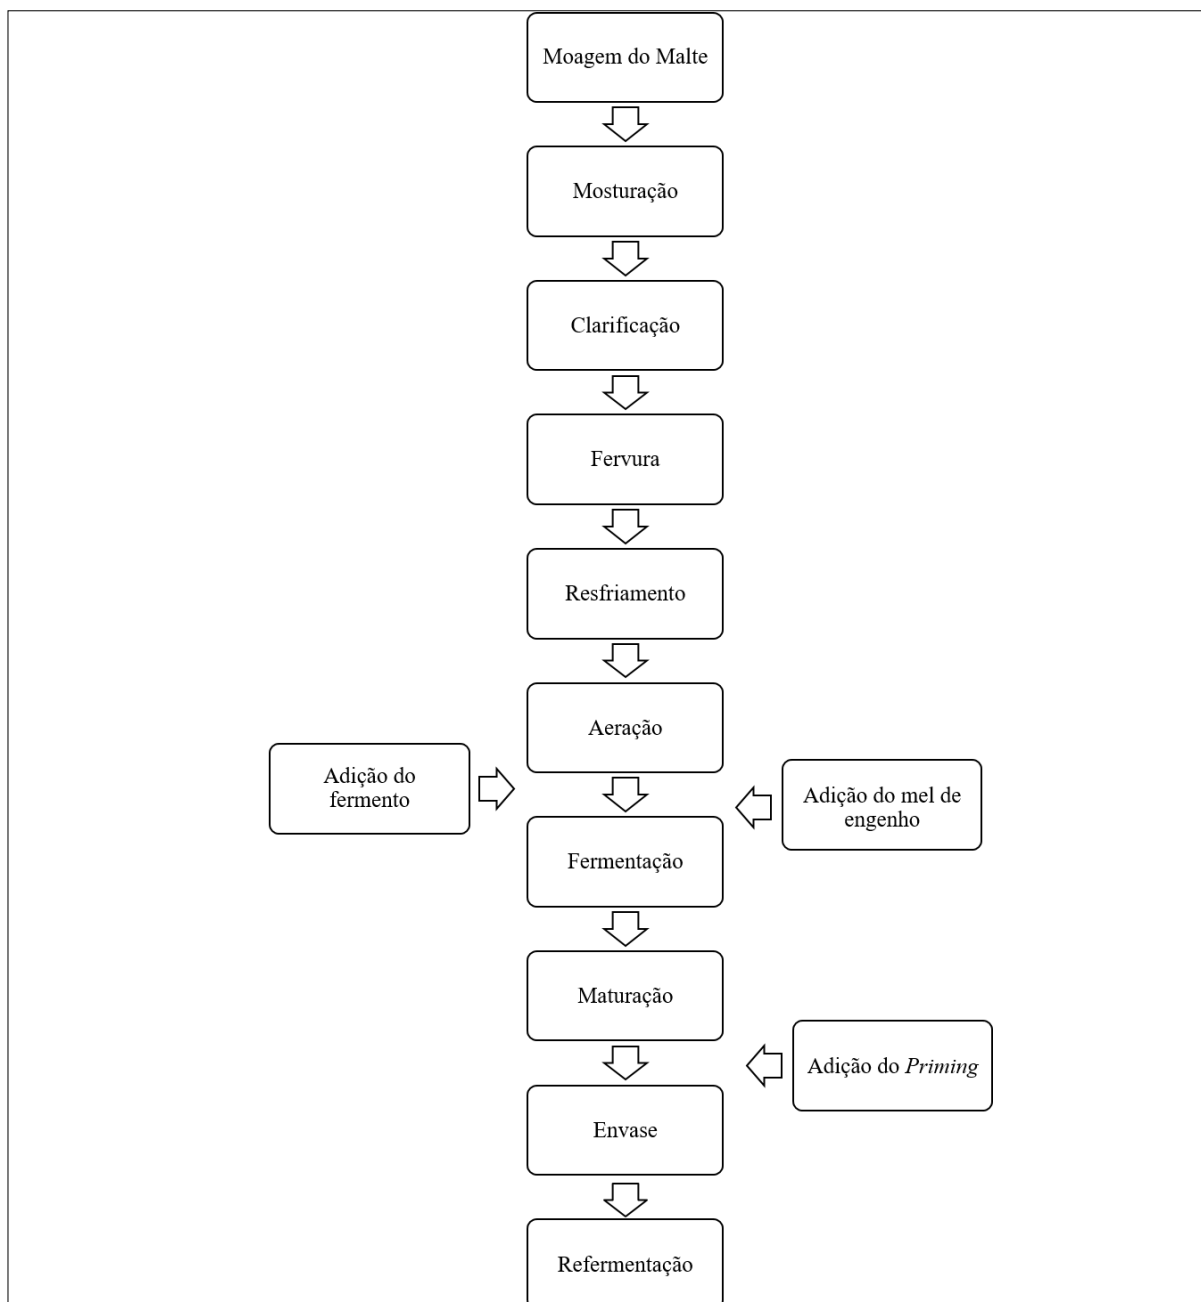 Moagem do Malte
Mosturação
Clarificação
Fervura
Resfriamento
Aeração
Adição do
fermento
Adição do mel de
engenho
Fermentação
Maturação
Adição do Priming
Envase
Refermentação